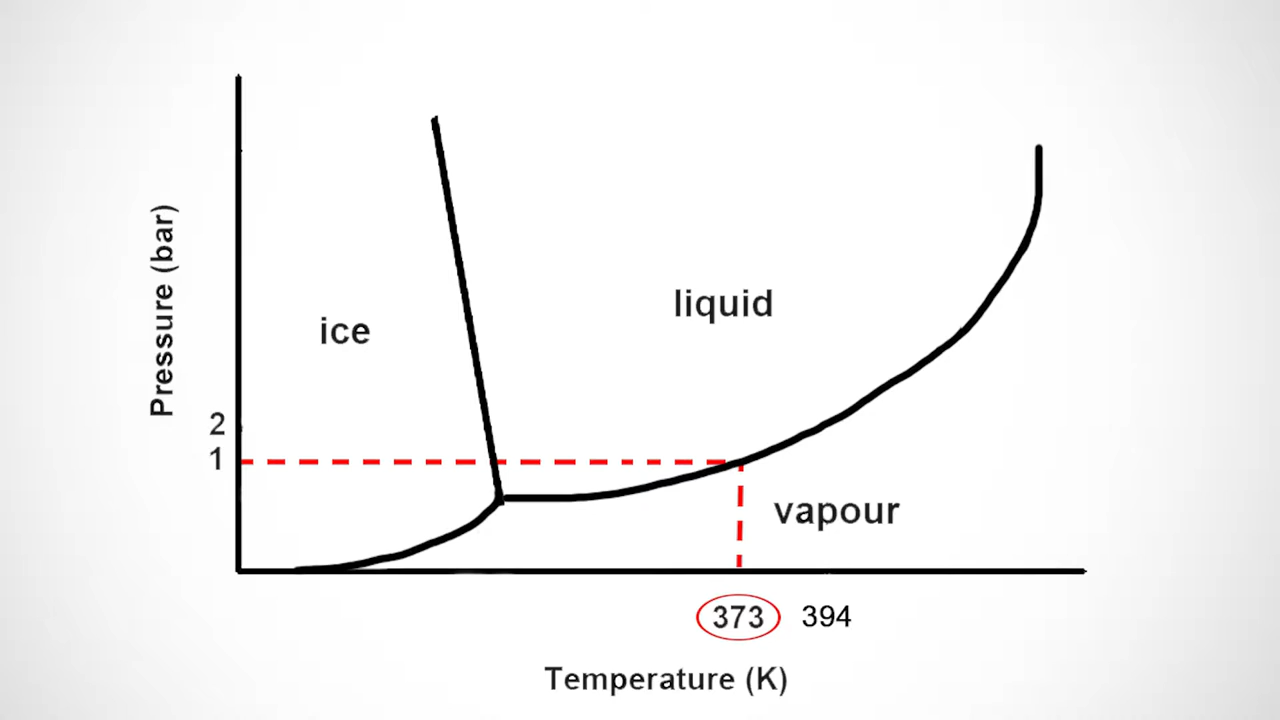 Pressure (bar)
ice
liquid
2
1
vapour
373 394
Temperature (K)